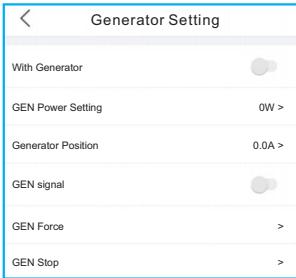 Generator Setting
With Generator
GEN Power Setting 0W >
Generator Position 0.0A >
GEN signal
GEN Force >
GEN Stop >